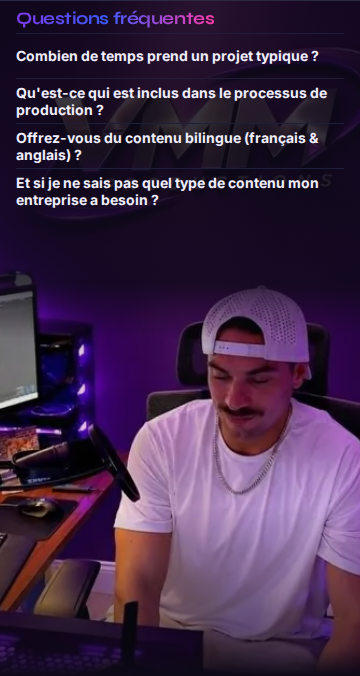 Questions fréquentes
Combien de temps prend un projet typique ?
Qu'est-ce qui est inclus dans le processus de
production ?
Offrez-vous du contenu bilingue (français &
anglais) ?
Et si je ne sais pas quel type de contenu mon
entreprise a besoin ?
VMM